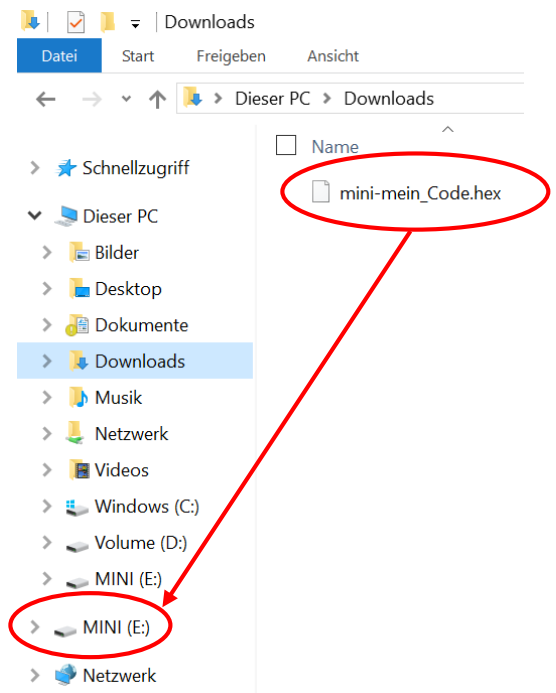 Downloads
Datei Start Freigeben Ansicht
Dieser PC Downloads
Name
mini-mein_Code.hex
Schnellzugriff
Dieser PC
Bilder
Desktop
Dokumente
Downloads
Musik
Netzwerk
Videos
Windows (C:)
Volume (D:)
MINI (E:)
MINI (E:)
Netzwerk